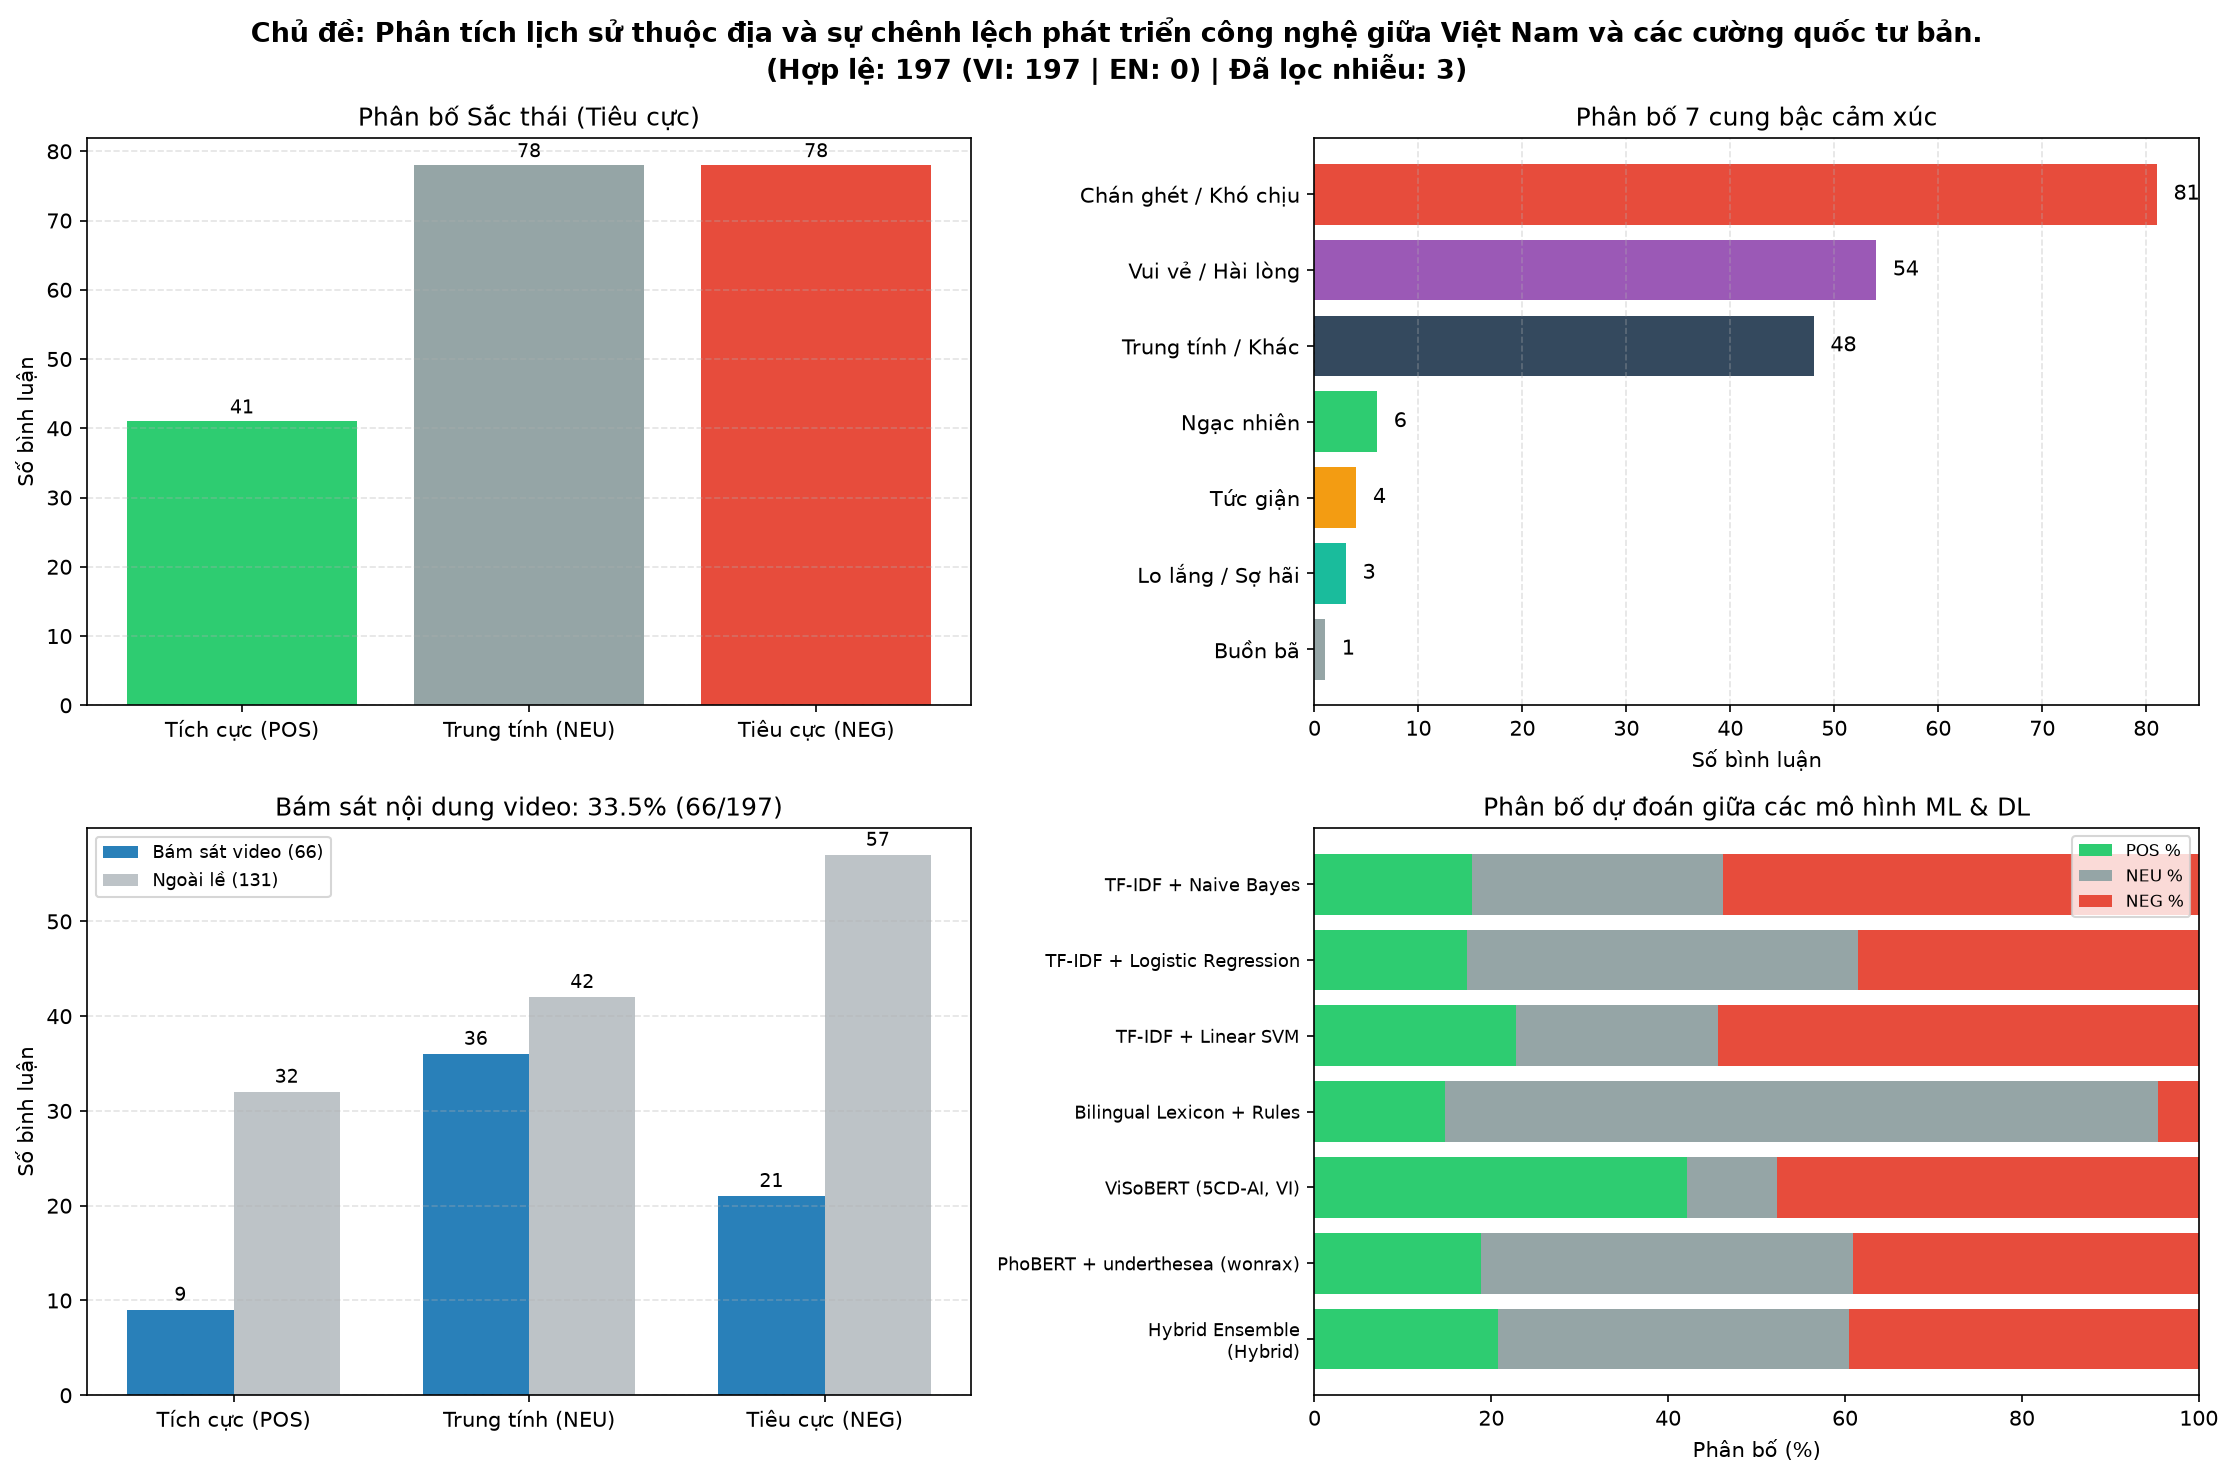 Chủ đề: Phân tích lịch sử thuộc địa và sự chênh lệch phát triển công nghệ giữa Việt Nam và các cường quốc tư bản.
(Hợp lệ: 197 (VI: 197 | EN: 0) | Đã lọc nhiễu: 3)
Phân bố Sắc thái (Tiêu cực)
Số bình luận
80
70
60
50
40
30
20
10
0
41
78
78
Tích cực (POS)
Trung tính (NEU)
Tiêu cực (NEG)
Phân bố 7 cung bậc cảm xúc
Chán ghét / Khó chịu
81
Vui vẻ / Hài lòng
54
Trung tính / Khác
48
Ngạc nhiên
6
Tức giận
4
Lo lắng / Sợ hãi
3
Buồn bã
1
0
10
20
30
40
50
60
70
80
Số bình luận
Bám sát nội dung video: 33.5% (66/197)
Bám sát video (66)
Ngoài lề (131)
Số bình luận
50
40
30
20
10
0
9
32
36
42
21
57
Tích cực (POS)
Trung tính (NEU)
Tiêu cực (NEG)
Phân bố dự đoán giữa các mô hình ML & DL
POS %
NEU %
NEG %
TF-IDF + Naive Bayes
TF-IDF + Logistic Regression
TF-IDF + Linear SVM
Bilingual Lexicon + Rules
ViSoBERT (5CD-AI, VI)
PhoBERT + underthesea (wonrax)
Hybrid Ensemble
(Hybrid)
0
20
40
60
80
100
Phân bố (%)